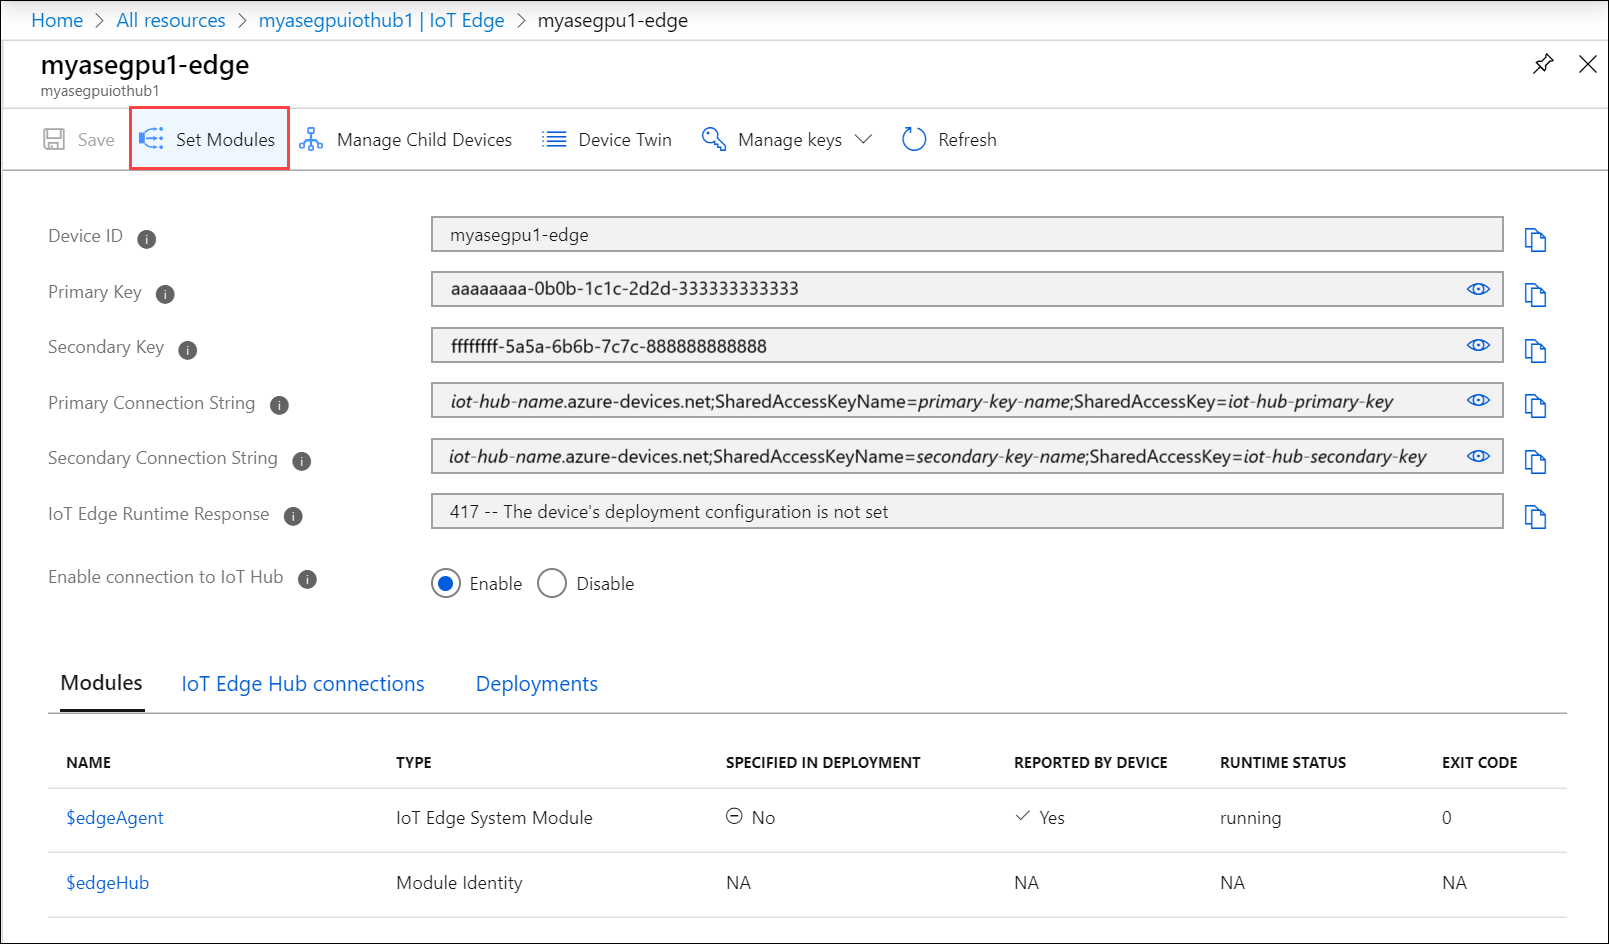 Home > All resources > myasegpuiothub1 | IoT Edge > myasegpu1-edge
myasegpu1-edge
myasegpuiothub1
Save Set Modules Manage Child Devices Device Twin Manage keys Refresh
Device ID myasegpu1-edge
Primary Key aaaaaaaa-0b0b-1c1c-2d2d-333333333333
Secondary Key ffffffff-5a5a-6b6b-7c7c-888888888888
Primary Connection String iot-hub-name.azure-devices.net;SharedAccessKeyName=primary-key-name;SharedAccessKey=iot-hub-primary-key
Secondary Connection String iot-hub-name.azure-devices.net;SharedAccessKeyName=secondary-key-name;SharedAccessKey=iot-hub-secondary-key
IoT Edge Runtime Response 417 -- The device's deployment configuration is not set
Enable connection to IoT Hub Enable Disable
Modules IoT Edge Hub connections Deployments
NAME TYPE SPECIFIED IN DEPLOYMENT REPORTED BY DEVICE RUNTIME STATUS EXIT CODE
$edgeAgent IoT Edge System Module No Yes running 0
$edgeHub Module Identity NA NA NA NA